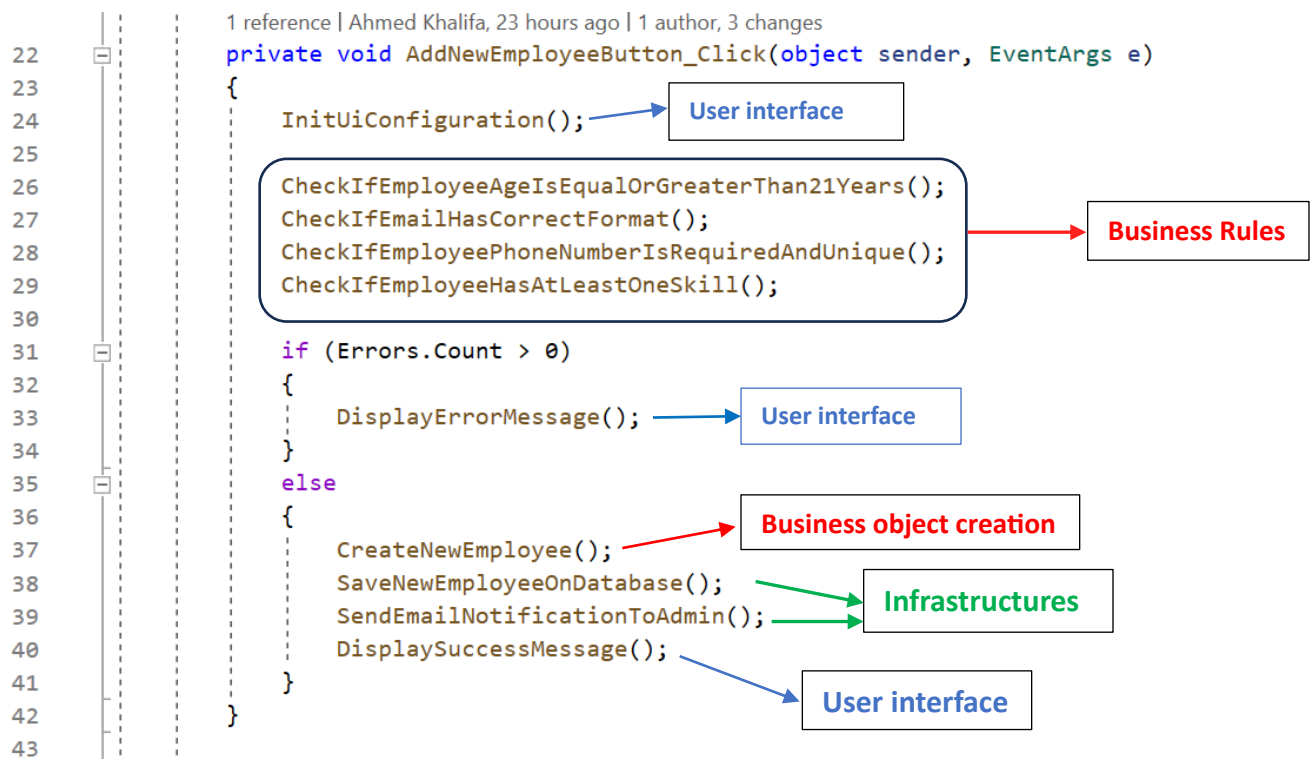 1 reference | Ahmed Khalifa, 23 hours ago | 1 author, 3 changes
22 private void AddNewEmployeeButton_Click(object sender, EventArgs e)
23 {
24 InitUiConfiguration(); User interface
25
26 CheckIfEmployeeAgeIsEqualOrGreaterThan21Years();
27 CheckIfEmailHasCorrectFormat();
28 CheckIfEmployeePhoneNumberIsRequiredAndUnique(); Business Rules
29 CheckIfEmployeeHasAtLeastOneSkill();
30
31 if (Errors.Count > 0)
32 {
33 DisplayErrorMessage(); User interface
34 }
35 else
36 { Business object creation
37 CreateNewEmployee();
38 SaveNewEmployeeOnDatabase(); Infrastructures
39 SendEmailNotificationToAdmin();
40 DisplaySuccessMessage();
41 } User interface
42 }
43